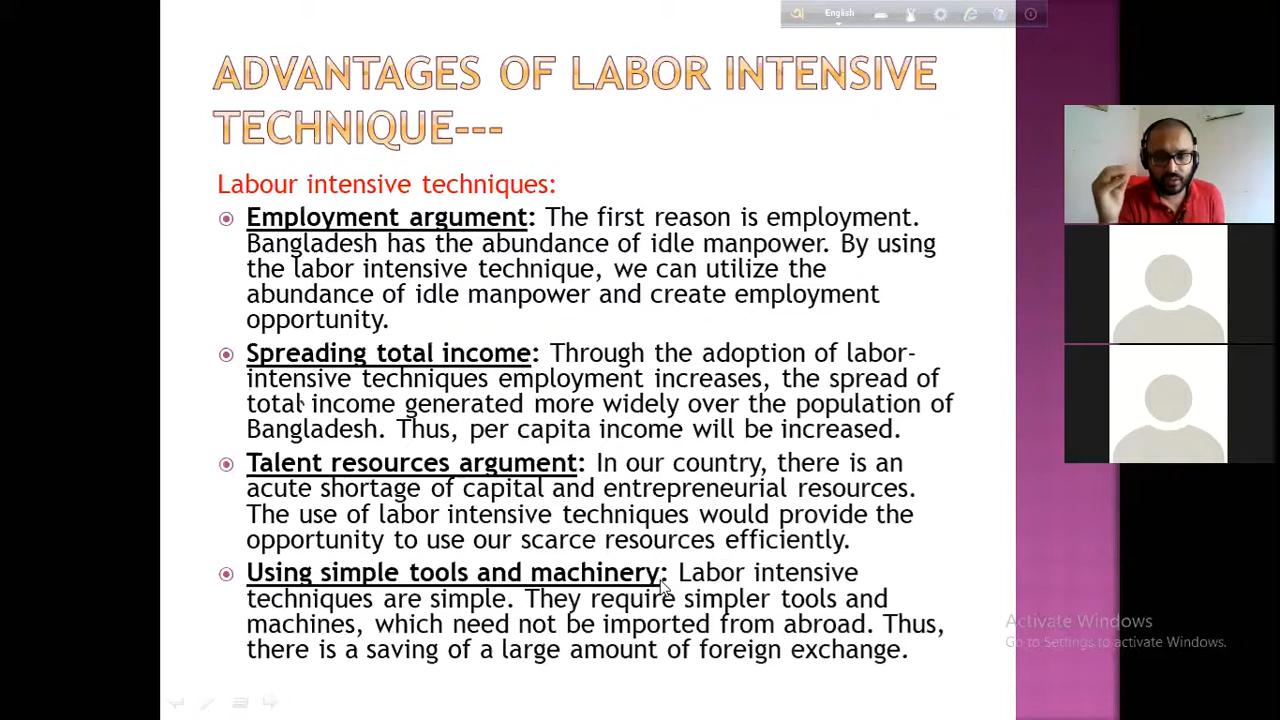 English
ADVANTAGES OF LABOR INTENSIVE
TECHNIQUE---
Labour intensive techniques:
Employment argument: The first reason is employment.
Bangladesh has the abundance of idle manpower. By using
the labor intensive technique, we can utilize the
abundance of idle manpower and create employment
opportunity.
Spreading total income: Through the adoption of labor-
intensive techniques employment increases, the spread of
total income generated more widely over the population of
Bangladesh. Thus, per capita income will be increased.
Talent resources argument: In our country, there is an
acute shortage of capital and entrepreneurial resources.
The use of labor intensive techniques would provide the
opportunity to use our scarce resources efficiently.
Using simple tools and machinery: Labor intensive
techniques are simple. They require simpler tools and
machines, which need not be imported from abroad. Thus,
there is a saving of a large amount of foreign exchange.
Activate Windows
Go to Settings to activate Windows.